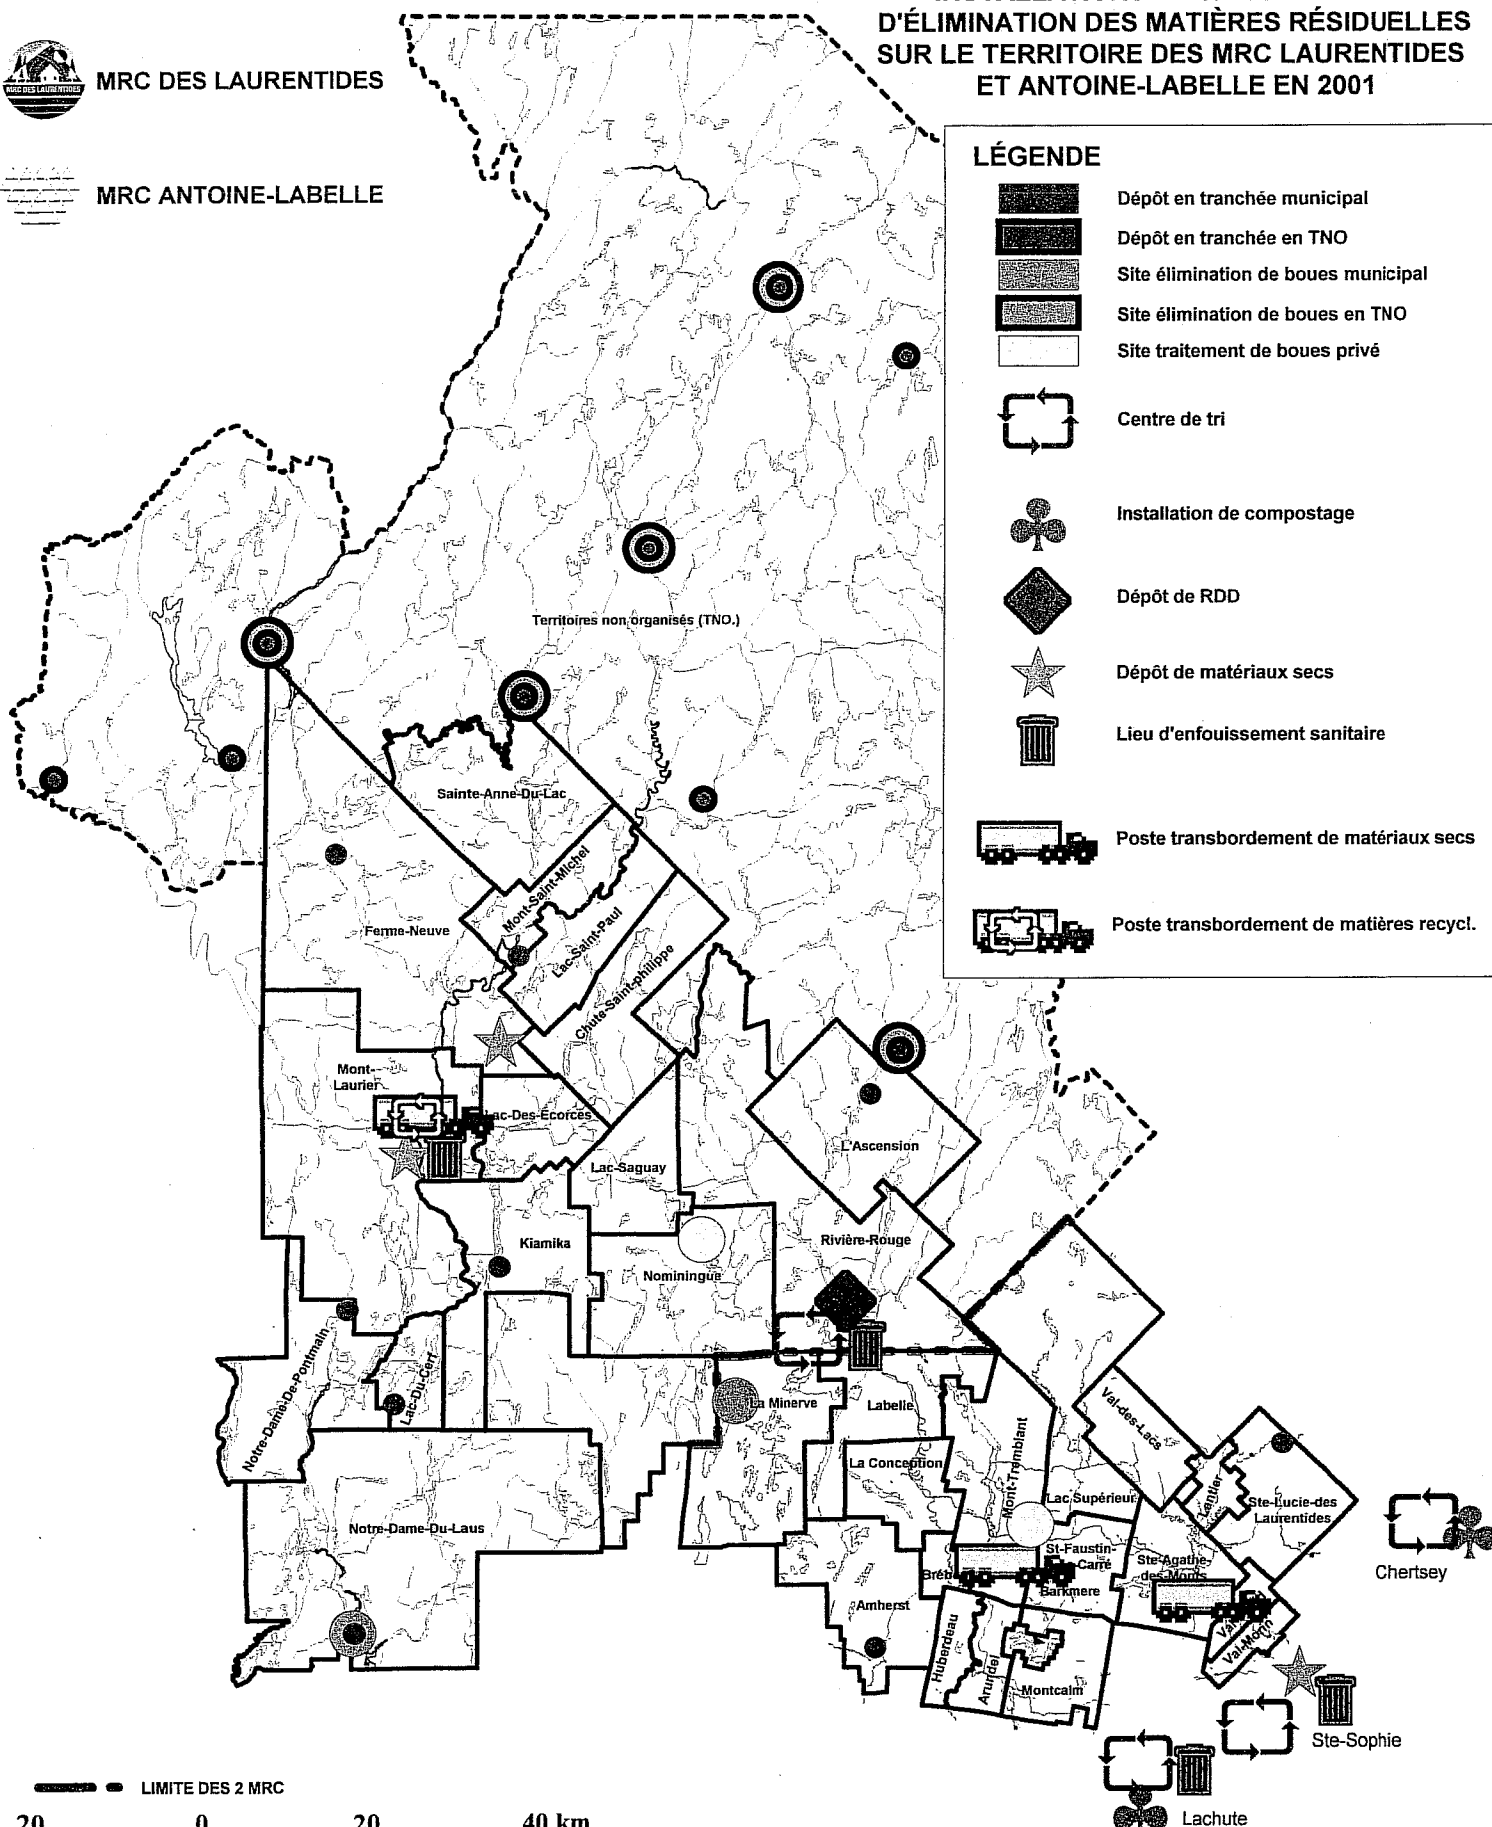 D'ÉLIMINATION DES MATIÈRES RÉSIDUELLES
SUR LE TERRITOIRE DES MRC LAURENTIDES
ET ANTOINE-LABELLE EN 2001
MRC DES LAURENTIDES
MRC DES LAURENTIDES
MRC ANTOINE-LABELLE
LÉGENDE
Dépôt en tranchée municipal
Dépôt en tranchée en TNO
Site élimination de boues municipal
Site élimination de boues en TNO
Site traitement de boues privé
Centre de tri
Installation de compostage
Dépôt de RDD
Dépôt de matériaux secs
Lieu d'enfouissement sanitaire
Poste transbordement de matériaux secs
Poste transbordement de matières recycl.
Territoires non organisés (TNO.)
Sainte-Anne-Du-Lac
Mont-Saint-Michel
Ferme-Neuve
Lac-Saint-Paul
Chute-Saint-philippe
Mont-
Laurier
Lac-Des-Ecorces
L'Ascension
Lac-Saguay
Kiamika
Rivière-Rouge
Nominingue
Notre-Dame-De-Pontmain
Lac-Du-Cerf
La Minerve
Labelle
Val-des-Lacs
La Conception
Mont-Tremblant
Lac Supérieur
Lantier
Ste-Lucie-des
Laurentides
Notre-Dame-Du-Laus
St-Faustin-
Carré
Ste-Agathe-
des-Monts
Chertsey
Barkmere
Amherst
Huberdeau
Arundel
Montcalm
Val-Morin
Ste-Sophie
Lachute
LIMITE DES 2 MRC
20 0 20 40 km